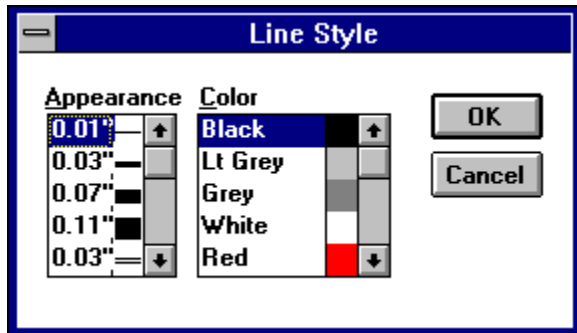 Line Style
Appearance
0.01"
0.03"
0.07"
0.11"
0.03"
Color
Black
Lt Grey
Grey
White
Red
OK
Cancel